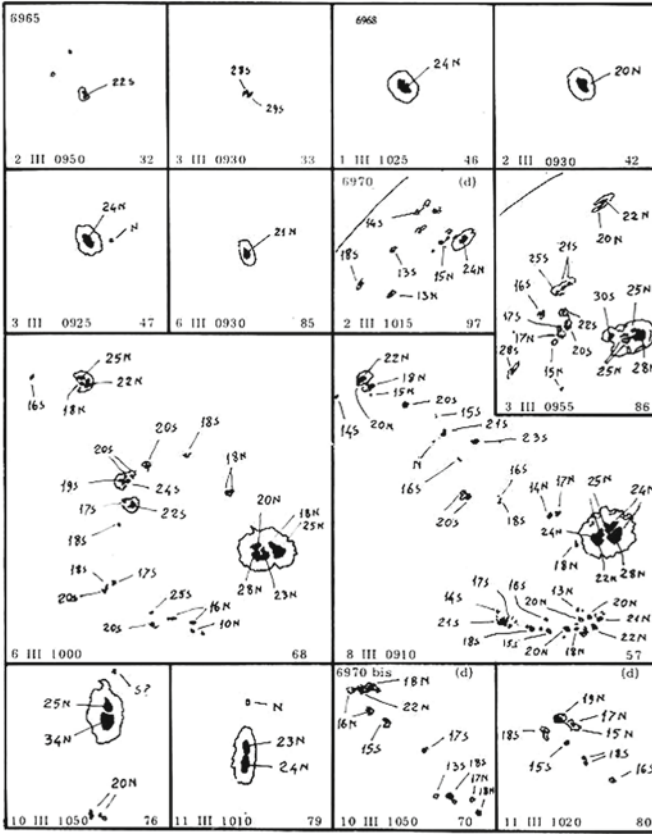 6965
22S
2 III 0950 32
28S
29S
3 III 0930 33
6968
24N
1 III 1025 46
20N
2 III 0930 42
24N
N
3 III 0925 47
21N
6 III 0930 85
6970 (d)
14S
18S
13S
15N
24N
13N
2 III 1015 97
22N
20N
21S
25S
16S
25N
30S
17S
22S
17N
20S
15N
28S
25N
28N
3 III 0955 86
25N
22N
16S
18N
18S
20S
20S
18N
19S
24S
17S
22S
20N
18N
25N
18S
28N
23N
18S
17S
20S
25S
16N
20S
10N
6 III 1000 68
22N
18N
15N
14S
20N
20S
15S
21S
23S
N
16S
16S
20S
18S
14N
17N
25N
24N
24N
18N
22N
28N
14S
17S
16S
13N
20N
20N
21S
21N
18S
15S
20N
18N
22N
8 III 0910 57
S?
25N
34N
20N
10 III 1050 76
N
23N
24N
11 III 1010 79
6970 bis (d)
18N
22N
16N
15S
17S
13S
18S
17N
18N
10 III 1050 70
(d)
19N
17N
18S
15N
15S
18S
16S
11 III 1020 80